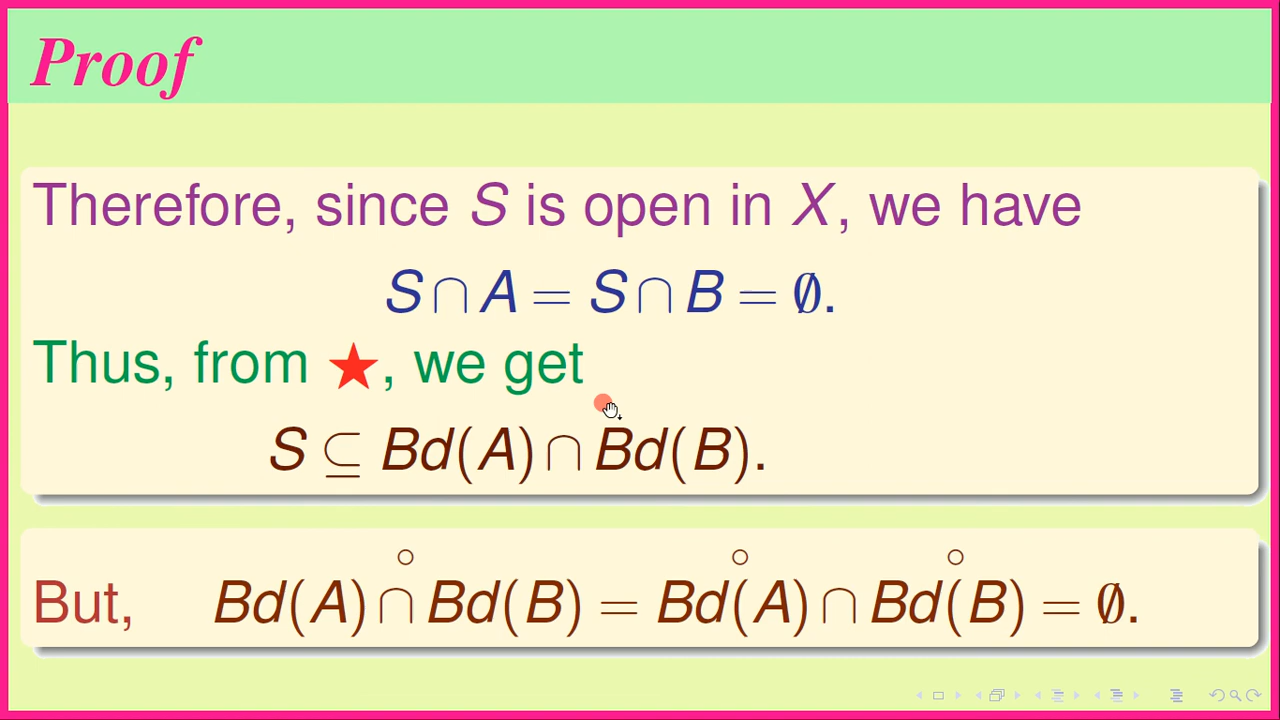 Proof
Therefore, since S is open in X, we have
S ∩ A = S ∩ B = ∅.
Thus, from ★, we get
S ⊆ Bd(A) ∩ Bd(B).
But, Bd(A) ∩̊ Bd(B) = Bd̊(A) ∩ Bd̊(B) = ∅.